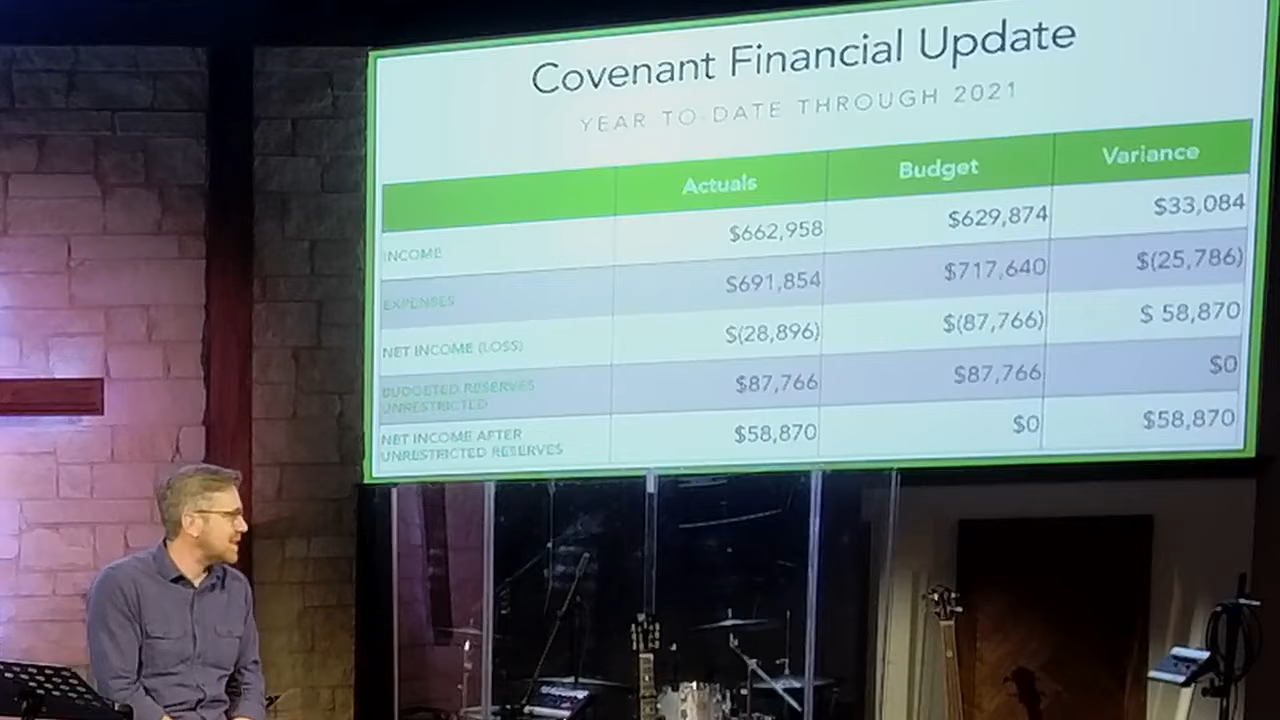 Covenant Financial Update
YEAR TO DATE THROUGH 2021
Actuals Budget Variance
INCOME $662,958 $629,874 $33,084
EXPENSES $691,854 $717,640 $(25,786)
NET INCOME (LOSS) $(28,896) $(87,766) $ 58,870
BUDGETED RESERVES
UNRESTRICTED $87,766 $87,766 $0
NET INCOME AFTER
UNRESTRICTED RESERVES $58,870 $0 $58,870